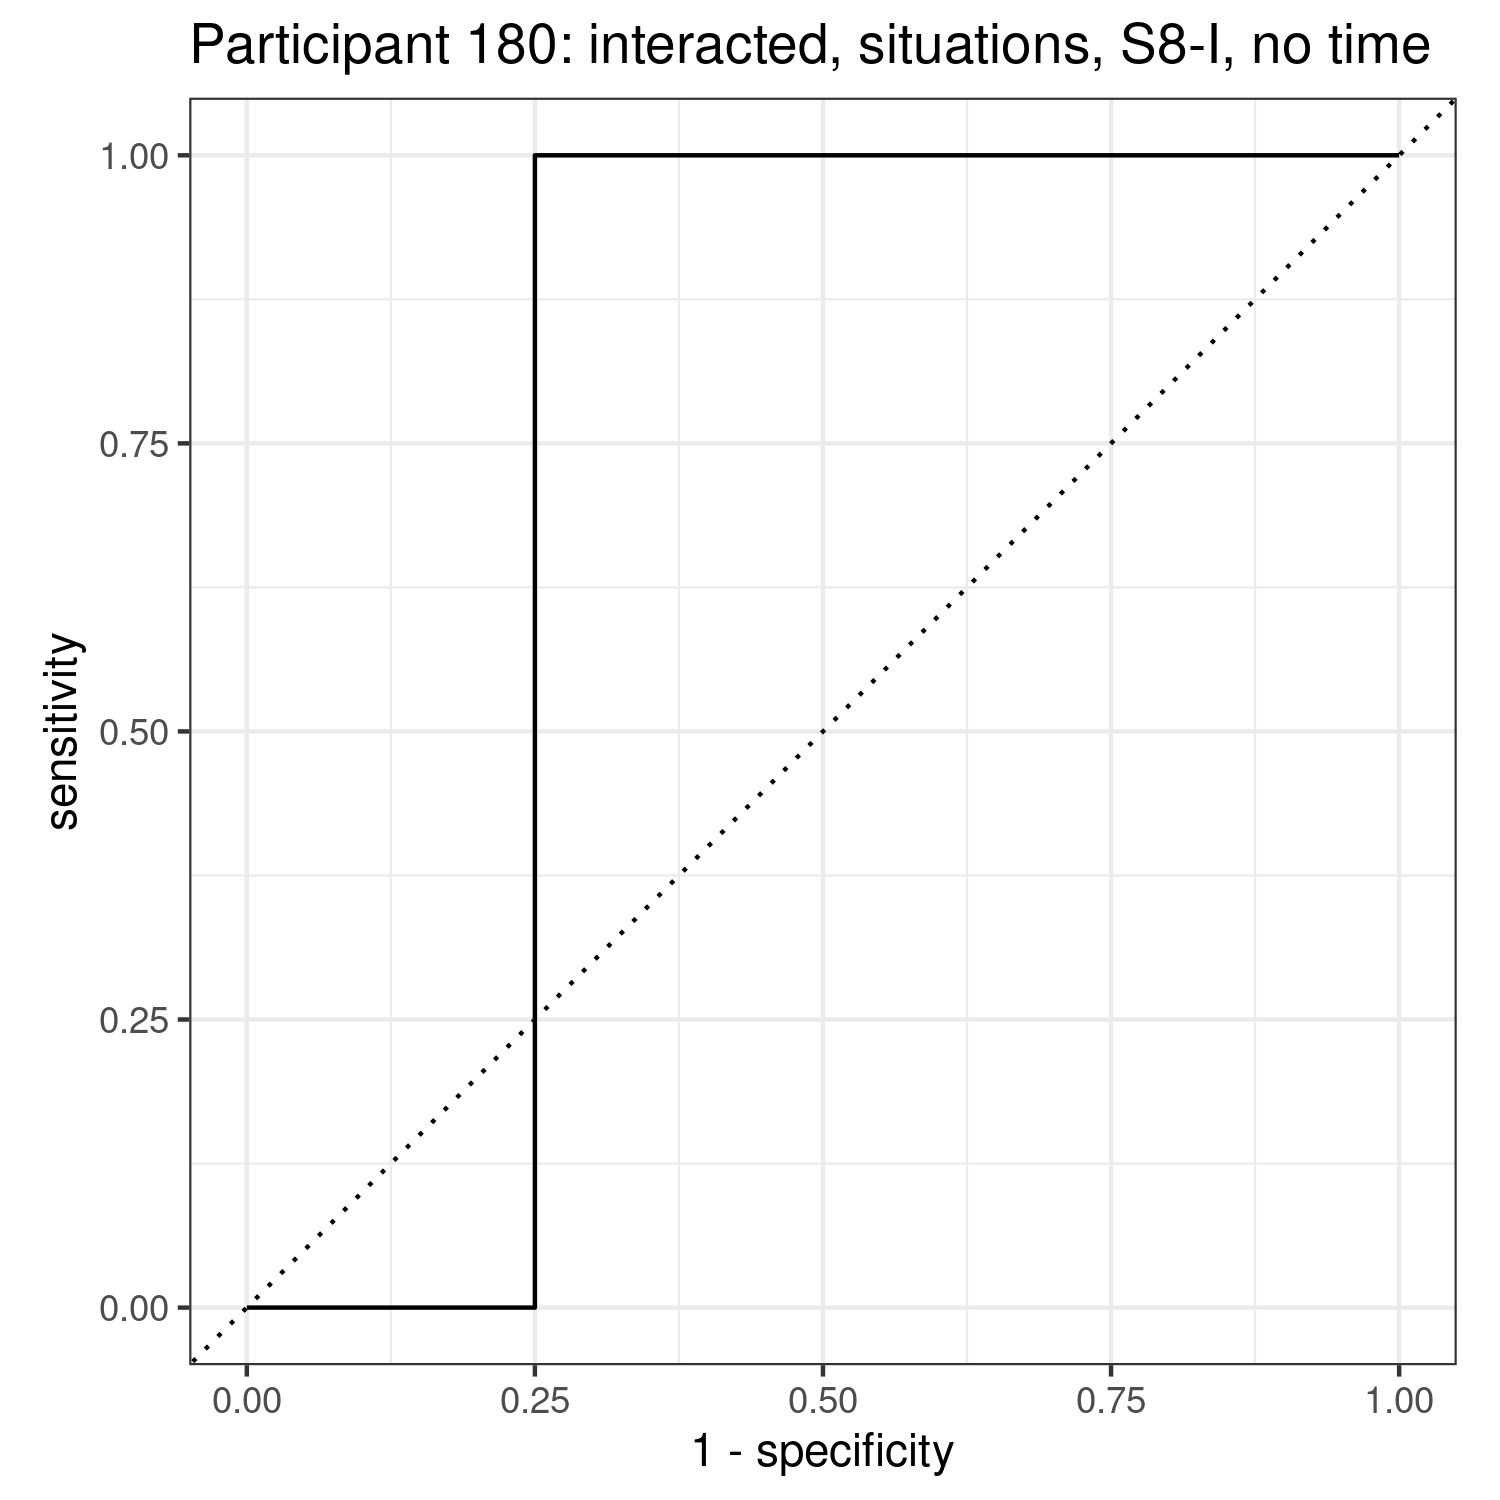 Participant 180: interacted, situations, S8-I, no time
1.00
0.75
0.50
0.25
0.00
sensitivity
0.00 0.25 0.50 0.75 1.00
1 - specificity